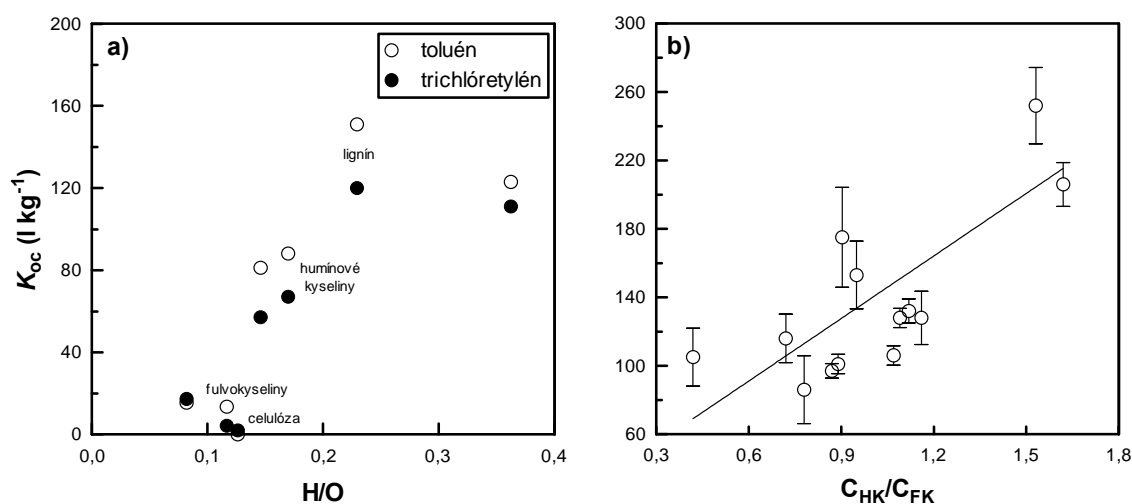 a)
toluén
trichlóretylén
200
160
120
80
40
0
Koc (l kg-1)
lignín
humínové
kyseliny
fulvokyseliny
celulóza
0,0 0,1 0,2 0,3 0,4
H/O
b)
300
260
220
180
140
100
60
0,3 0,6 0,9 1,2 1,5 1,8
CHK/CFK